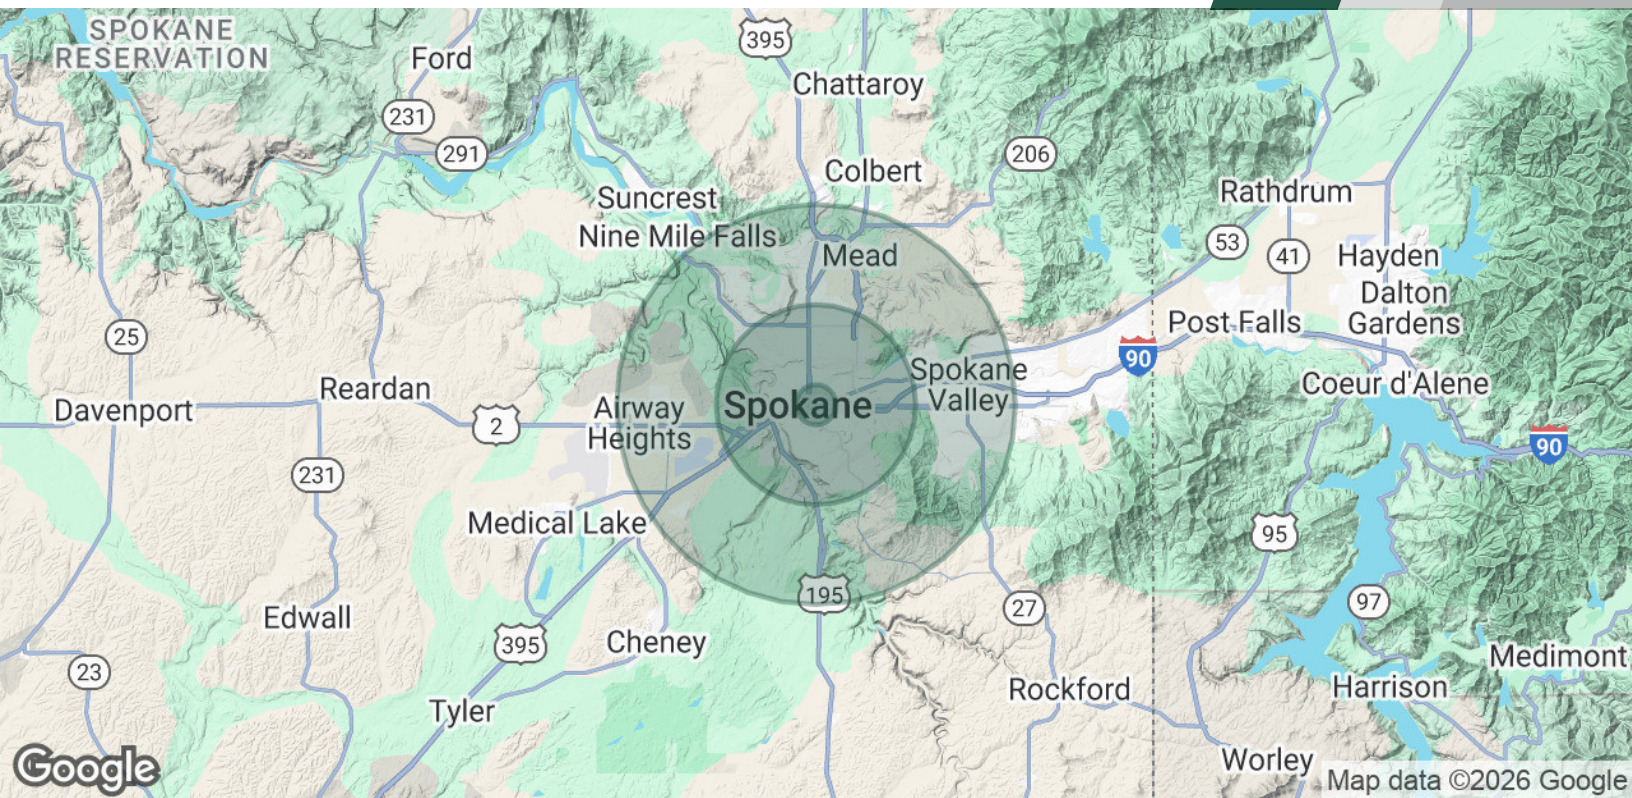 SPOKANE
RESERVATION
Ford
395
Chattaroy
231
291
206
Colbert
Suncrest
Rathdrum
Nine Mile Falls
Mead
53
41
Hayden
Dalton
Gardens
25
Post Falls
90
Spokane
Valley
Reardan
Coeur d'Alene
Davenport
2
Airway
Heights
Spokane
90
231
Medical Lake
95
195
27
97
Edwall
395
Cheney
23
Medimont
Rockford
Harrison
Tyler
Worley
Google
Map data ©2026 Google